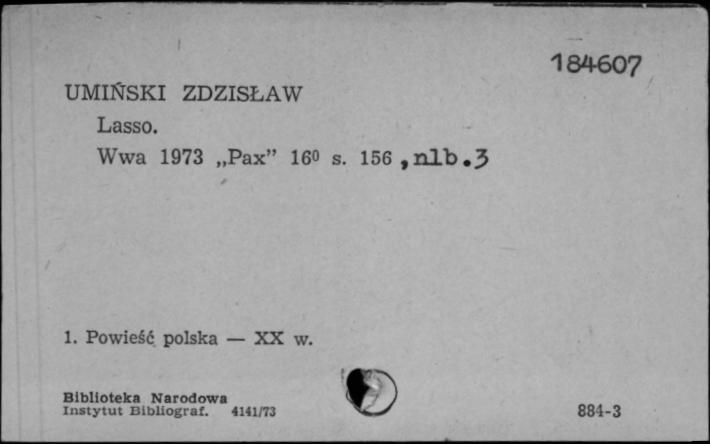 184607
UMIŃSKI ZDZISŁAW
Lasso.
Wwa 1973 „Pax” 16⁰ s. 156, nlb.3
1. Powieść polska — XX w.
Biblioteka Narodowa
Instytut Bibliograf. 4141/73
884-3